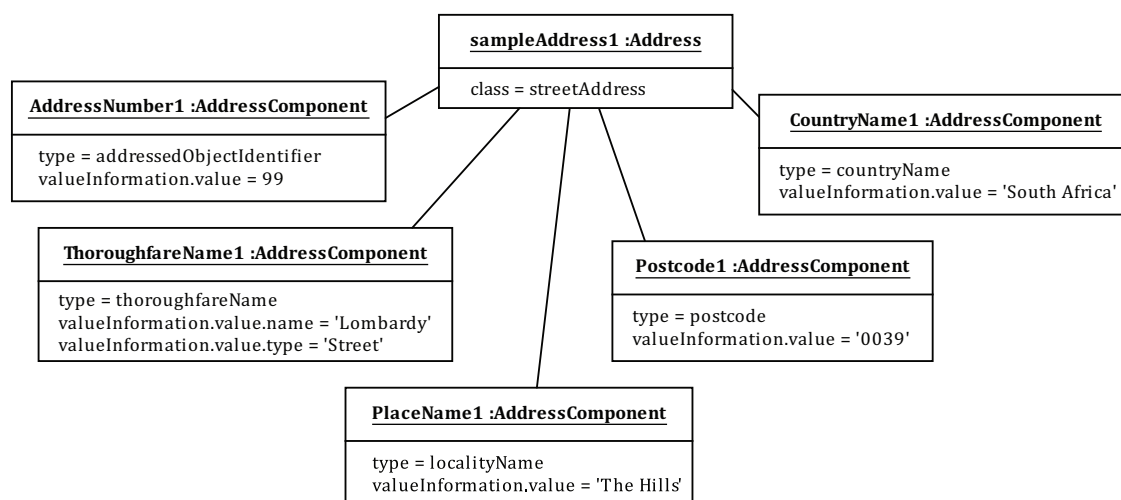 sampleAddress1 :Address
class = streetAddress
AddressNumber1 :AddressComponent
type = addressedObjectIdentifier
valueInformation.value = 99
CountryName1 :AddressComponent
type = countryName
valueInformation.value = 'South Africa'
ThoroughfareName1 :AddressComponent
type = thoroughfareName
valueInformation.value.name = 'Lombardy'
valueInformation.value.type = 'Street'
Postcode1 :AddressComponent
type = postcode
valueInformation.value = '0039'
PlaceName1 :AddressComponent
type = localityName
valueInformation.value = 'The Hills'